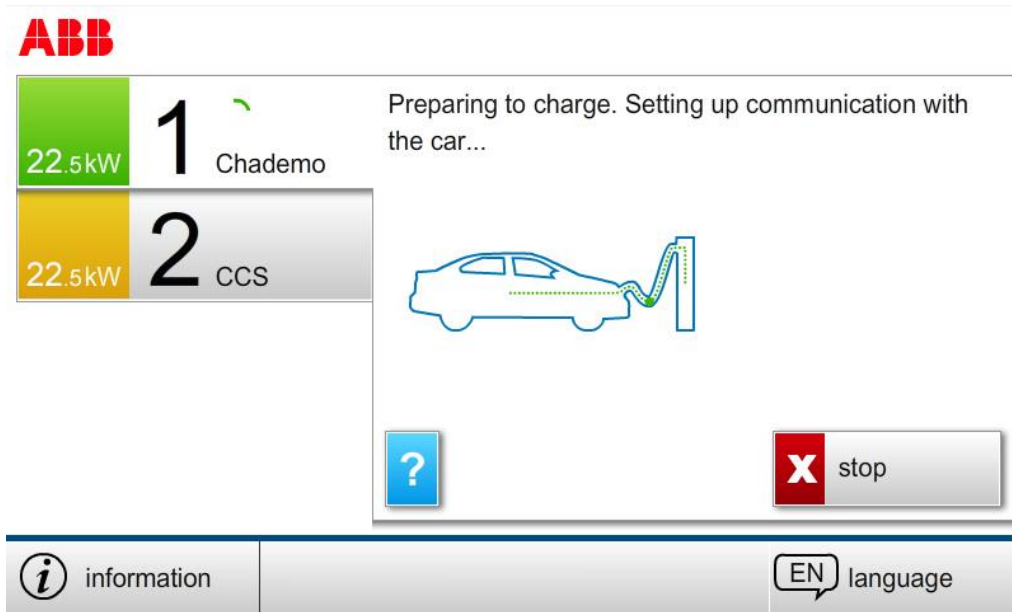 ABB
22.5kW
1
Chademo
22.5kW
2
CCS
Preparing to charge. Setting up communication with
the car...
?
X stop
i information
EN language